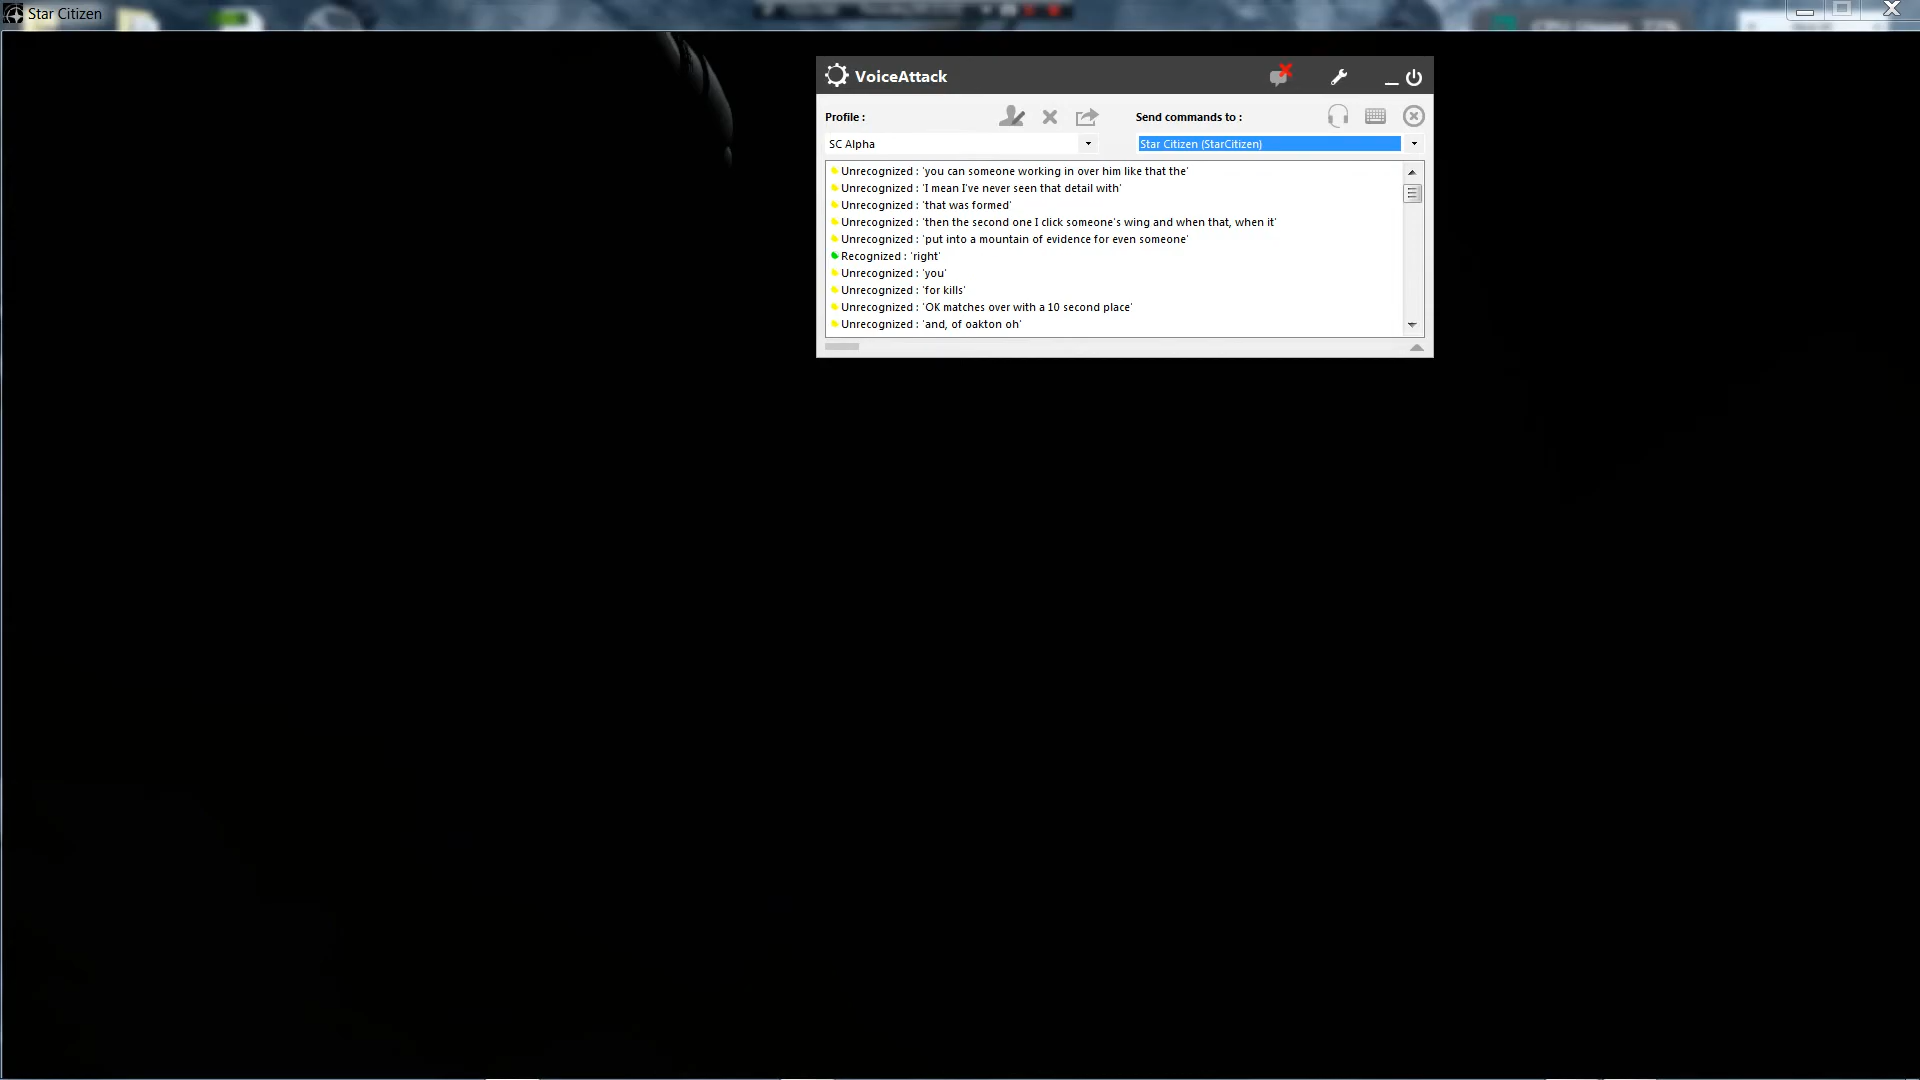 Star Citizen
VoiceAttack
Profile :
Send commands to :
SC Alpha
Star Citizen (StarCitizen)
Unrecognized : 'you can someone working in over him like that the'
Unrecognized : 'I mean I've never seen that detail with'
Unrecognized : 'that was formed'
Unrecognized : 'then the second one I click someone's wing and when that, when it'
Unrecognized : 'put into a mountain of evidence for even someone'
Recognized : 'right'
Unrecognized : 'you'
Unrecognized : 'for kills'
Unrecognized : 'OK matches over with a 10 second place'
Unrecognized : 'and, of oakton oh'